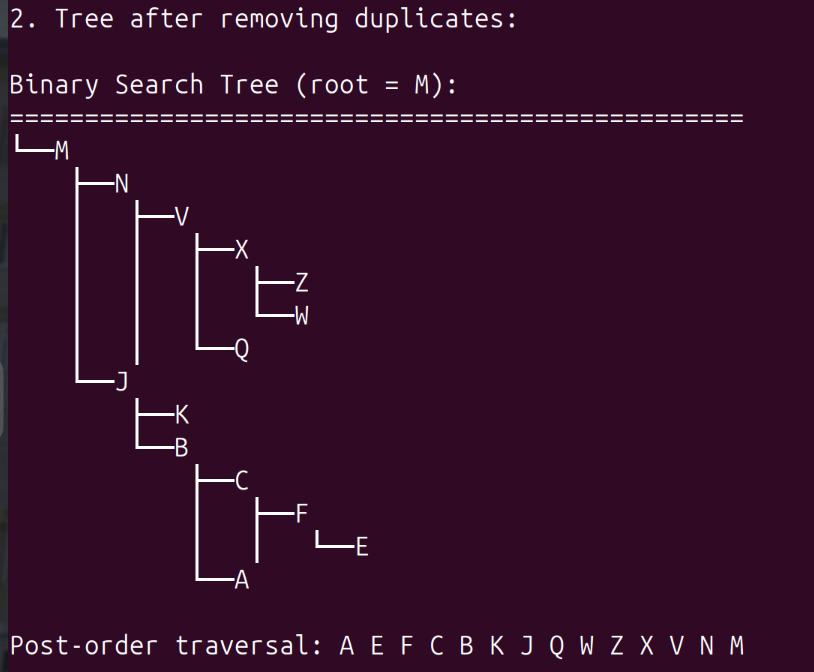 2. Tree after removing duplicates:
Binary Search Tree (root = M):
=================================================
└──M
    ├──N
    │   ├──V
    │   │   ├──X
    │   │   │   ├──Z
    │   │   │   └──W
    │   │   └──Q
    └──J
        ├──K
        └──B
            ├──C
            │   ├──F
            │   │   └──E
            └──A
Post-order traversal: A E F C B K J Q W Z X V N M